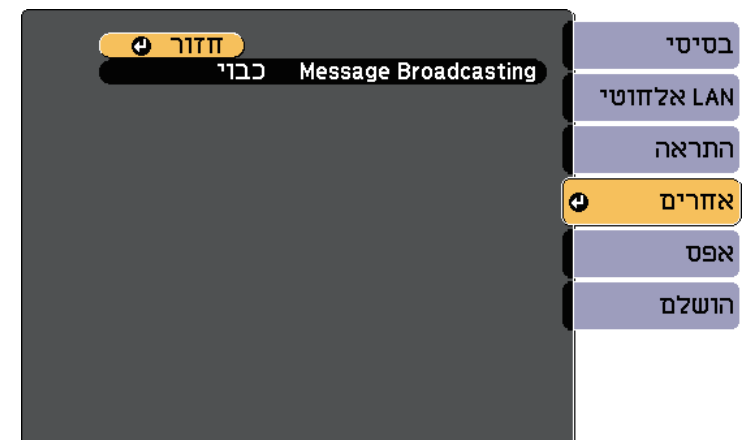 בסיסי
LAN אלחוטי
התראה
אחרים
אפס
הושלם
חזור
Message Broadcasting כבוי